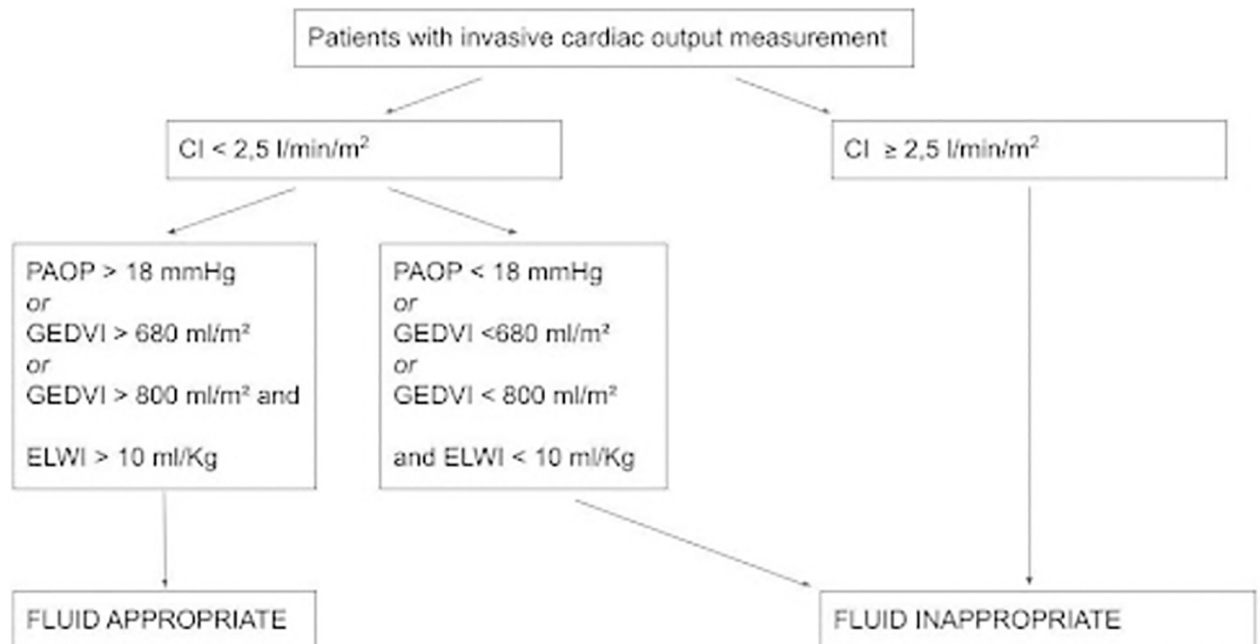 Patients with invasive cardiac output measurement
CI < 2,5 l/min/m²
CI ≥ 2,5 l/min/m²
PAOP > 18 mmHg
or
GEDVI > 680 ml/m²
or
GEDVI > 800 ml/m² and
ELWI > 10 ml/Kg
PAOP < 18 mmHg
or
GEDVI <680 ml/m²
or
GEDVI < 800 ml/m²
and ELWI < 10 ml/Kg
FLUID APPROPRIATE
FLUID INAPPROPRIATE